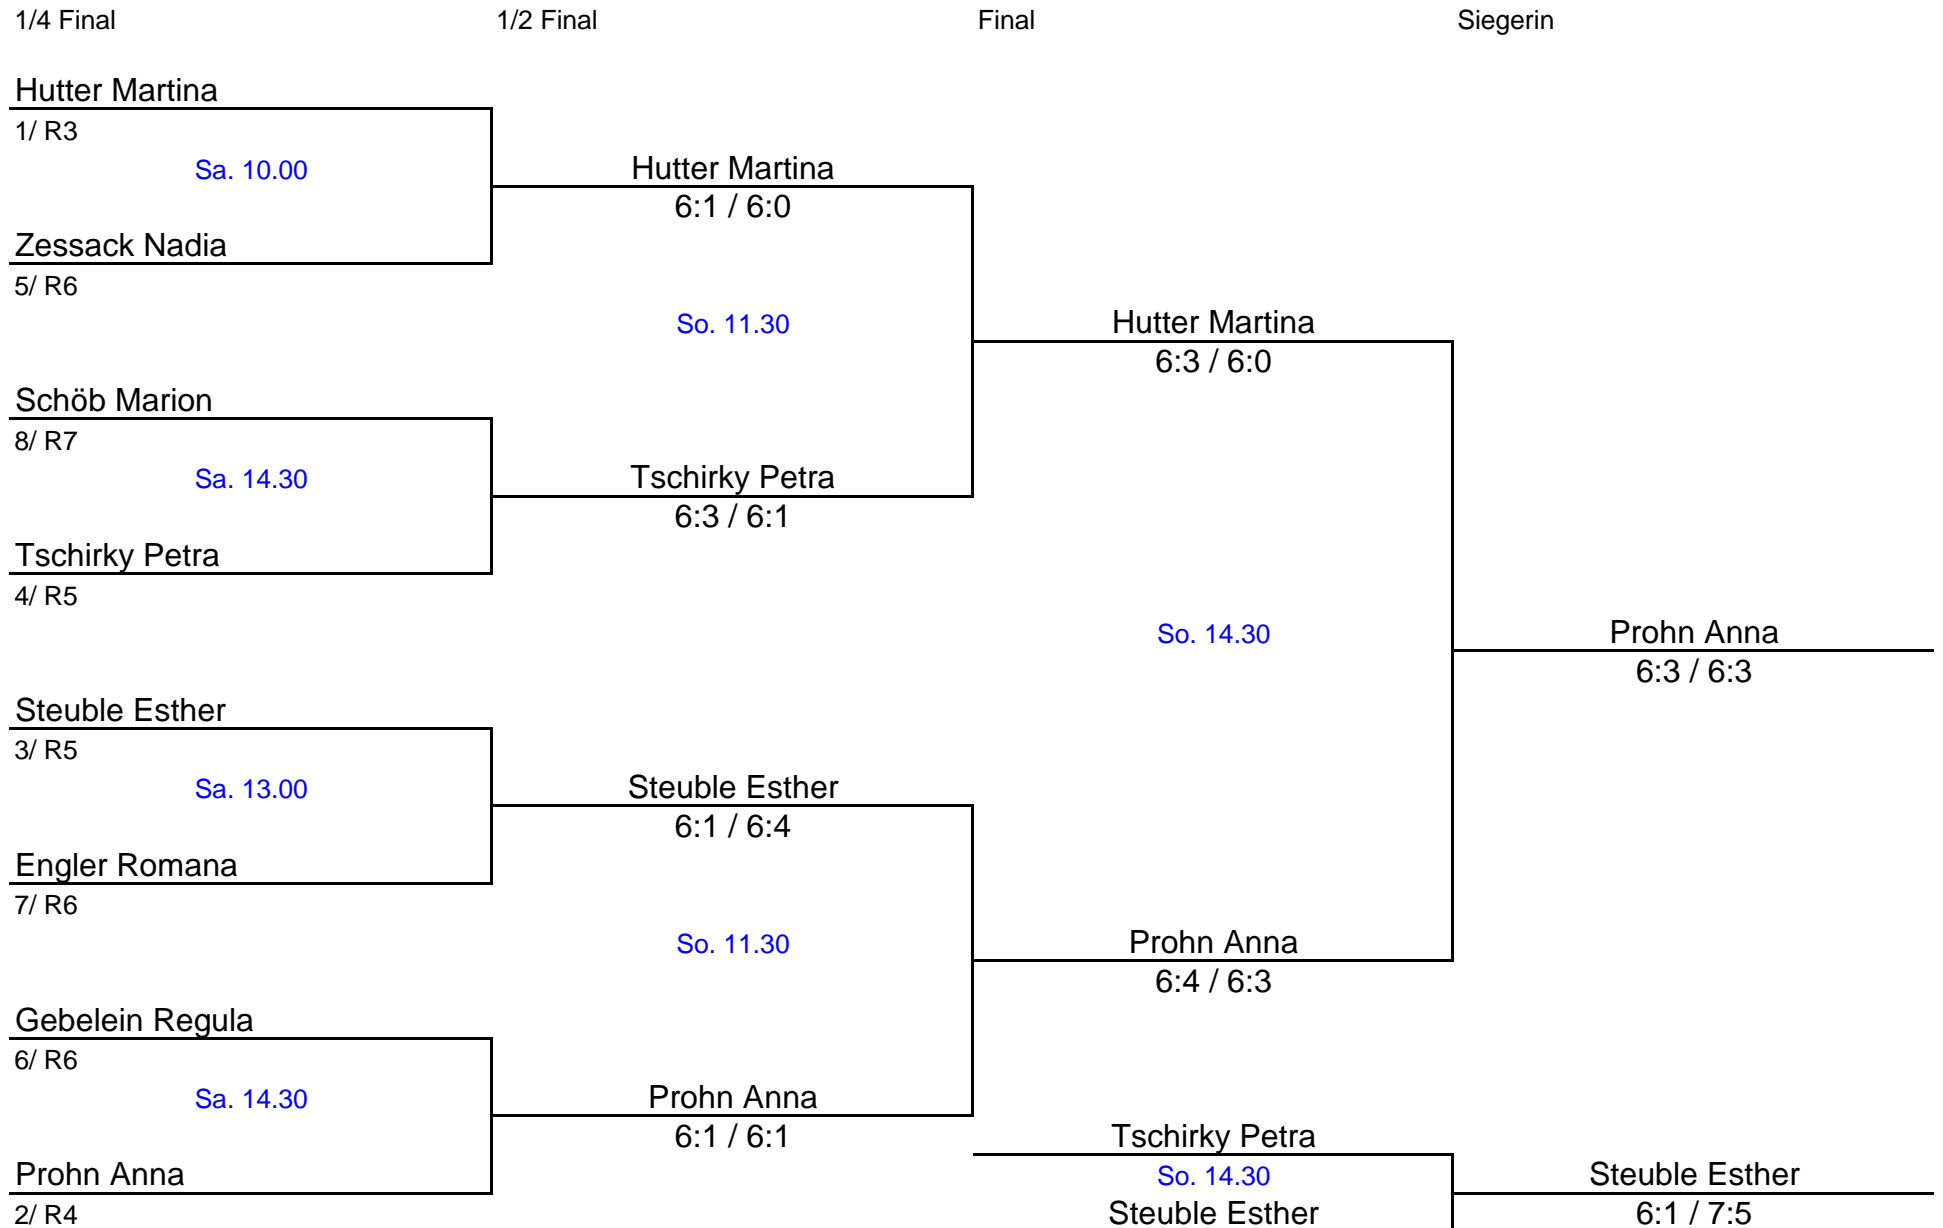 1/4 Final
1/2 Final
Final
Siegerin
Hutter Martina
1/ R3
Sa. 10.00
Hutter Martina
6:1 / 6:0
Zessack Nadia
5/ R6
So. 11.30
Hutter Martina
6:3 / 6:0
Schöb Marion
8/ R7
Sa. 14.30
Tschirky Petra
6:3 / 6:1
Tschirky Petra
4/ R5
So. 14.30
Prohn Anna
6:3 / 6:3
Steuble Esther
3/ R5
Sa. 13.00
Steuble Esther
6:1 / 6:4
Engler Romana
7/ R6
So. 11.30
Prohn Anna
6:4 / 6:3
Gebelein Regula
6/ R6
Sa. 14.30
Prohn Anna
6:1 / 6:1
Prohn Anna
2/ R4
Tschirky Petra
So. 14.30
Steuble Esther
Steuble Esther
6:1 / 7:5